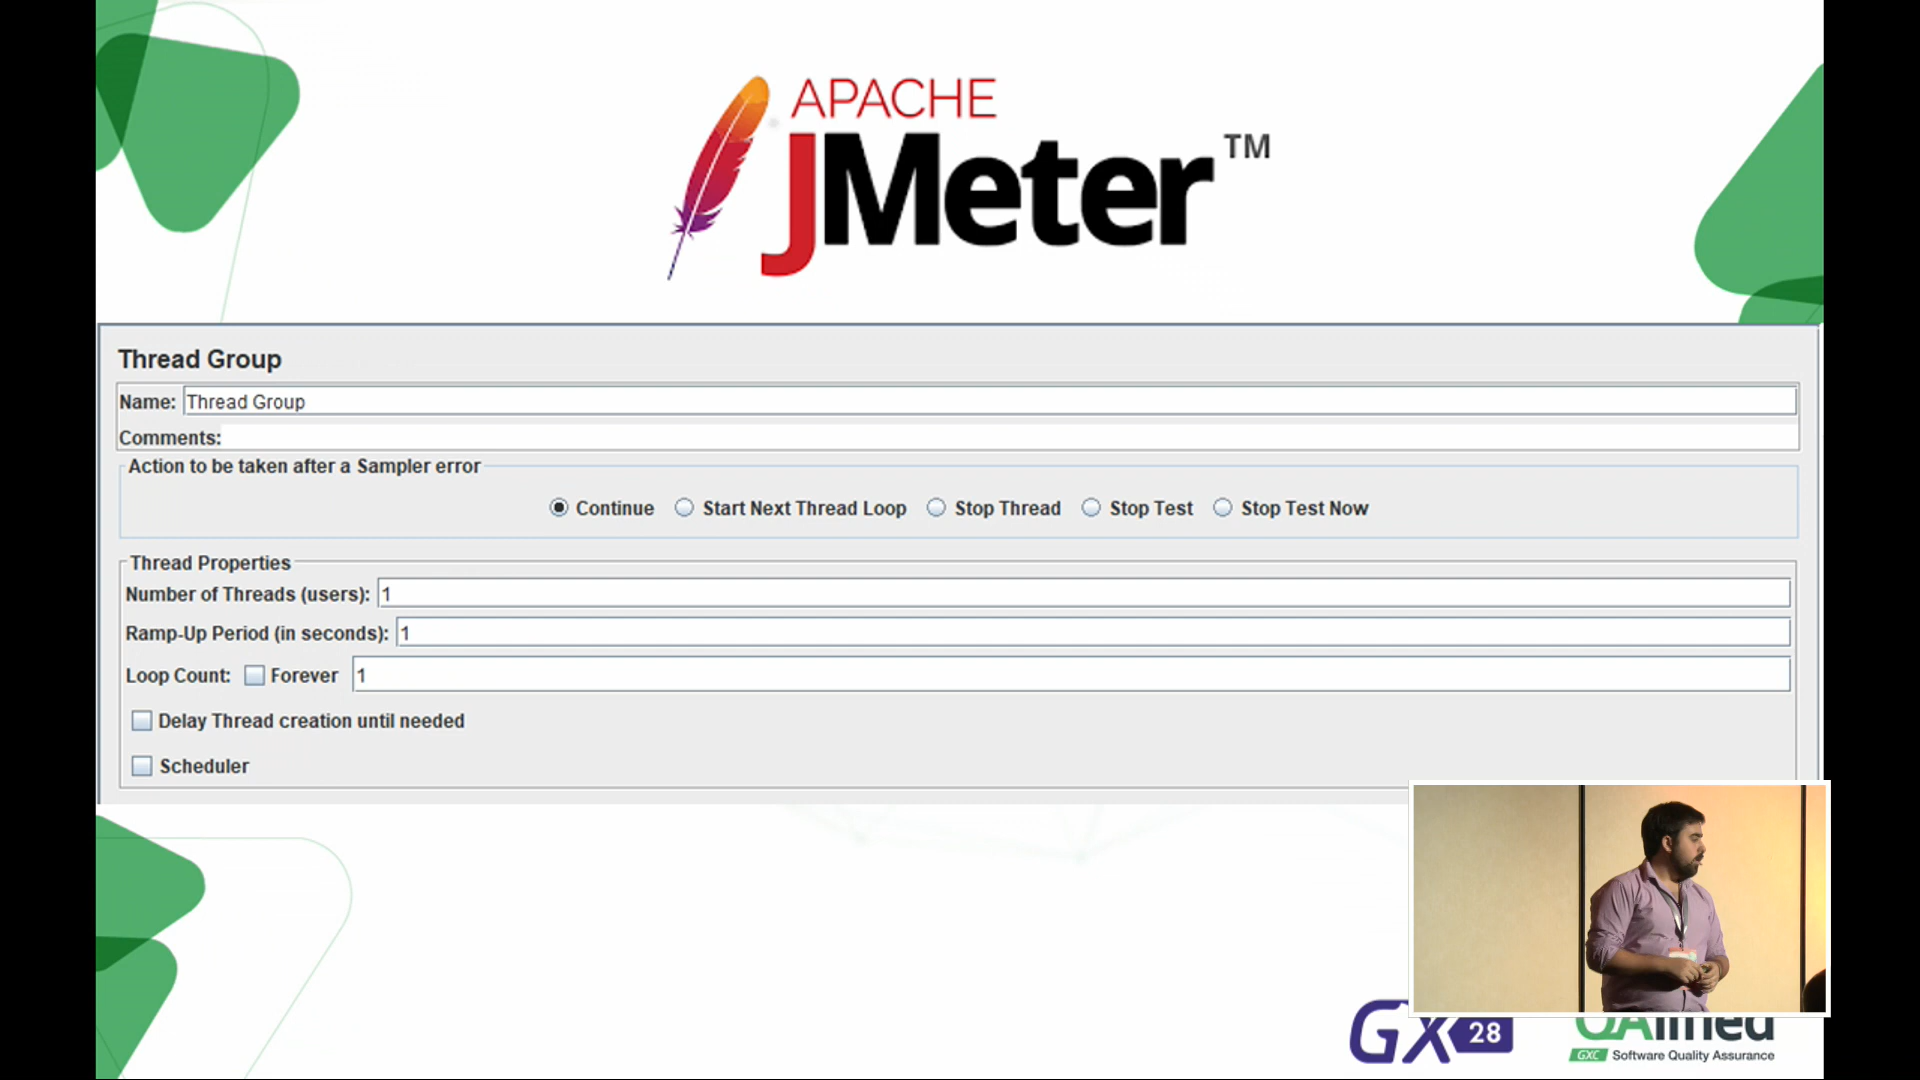 APACHE
JMeter™
Thread Group
Name: Thread Group
Comments:
Action to be taken after a Sampler error
Continue Start Next Thread Loop Stop Thread Stop Test Stop Test Now
Thread Properties
Number of Threads (users): 1
Ramp-Up Period (in seconds): 1
Loop Count: Forever 1
Delay Thread creation until needed
Scheduler
GX 28
GXC Software Quality Assurance